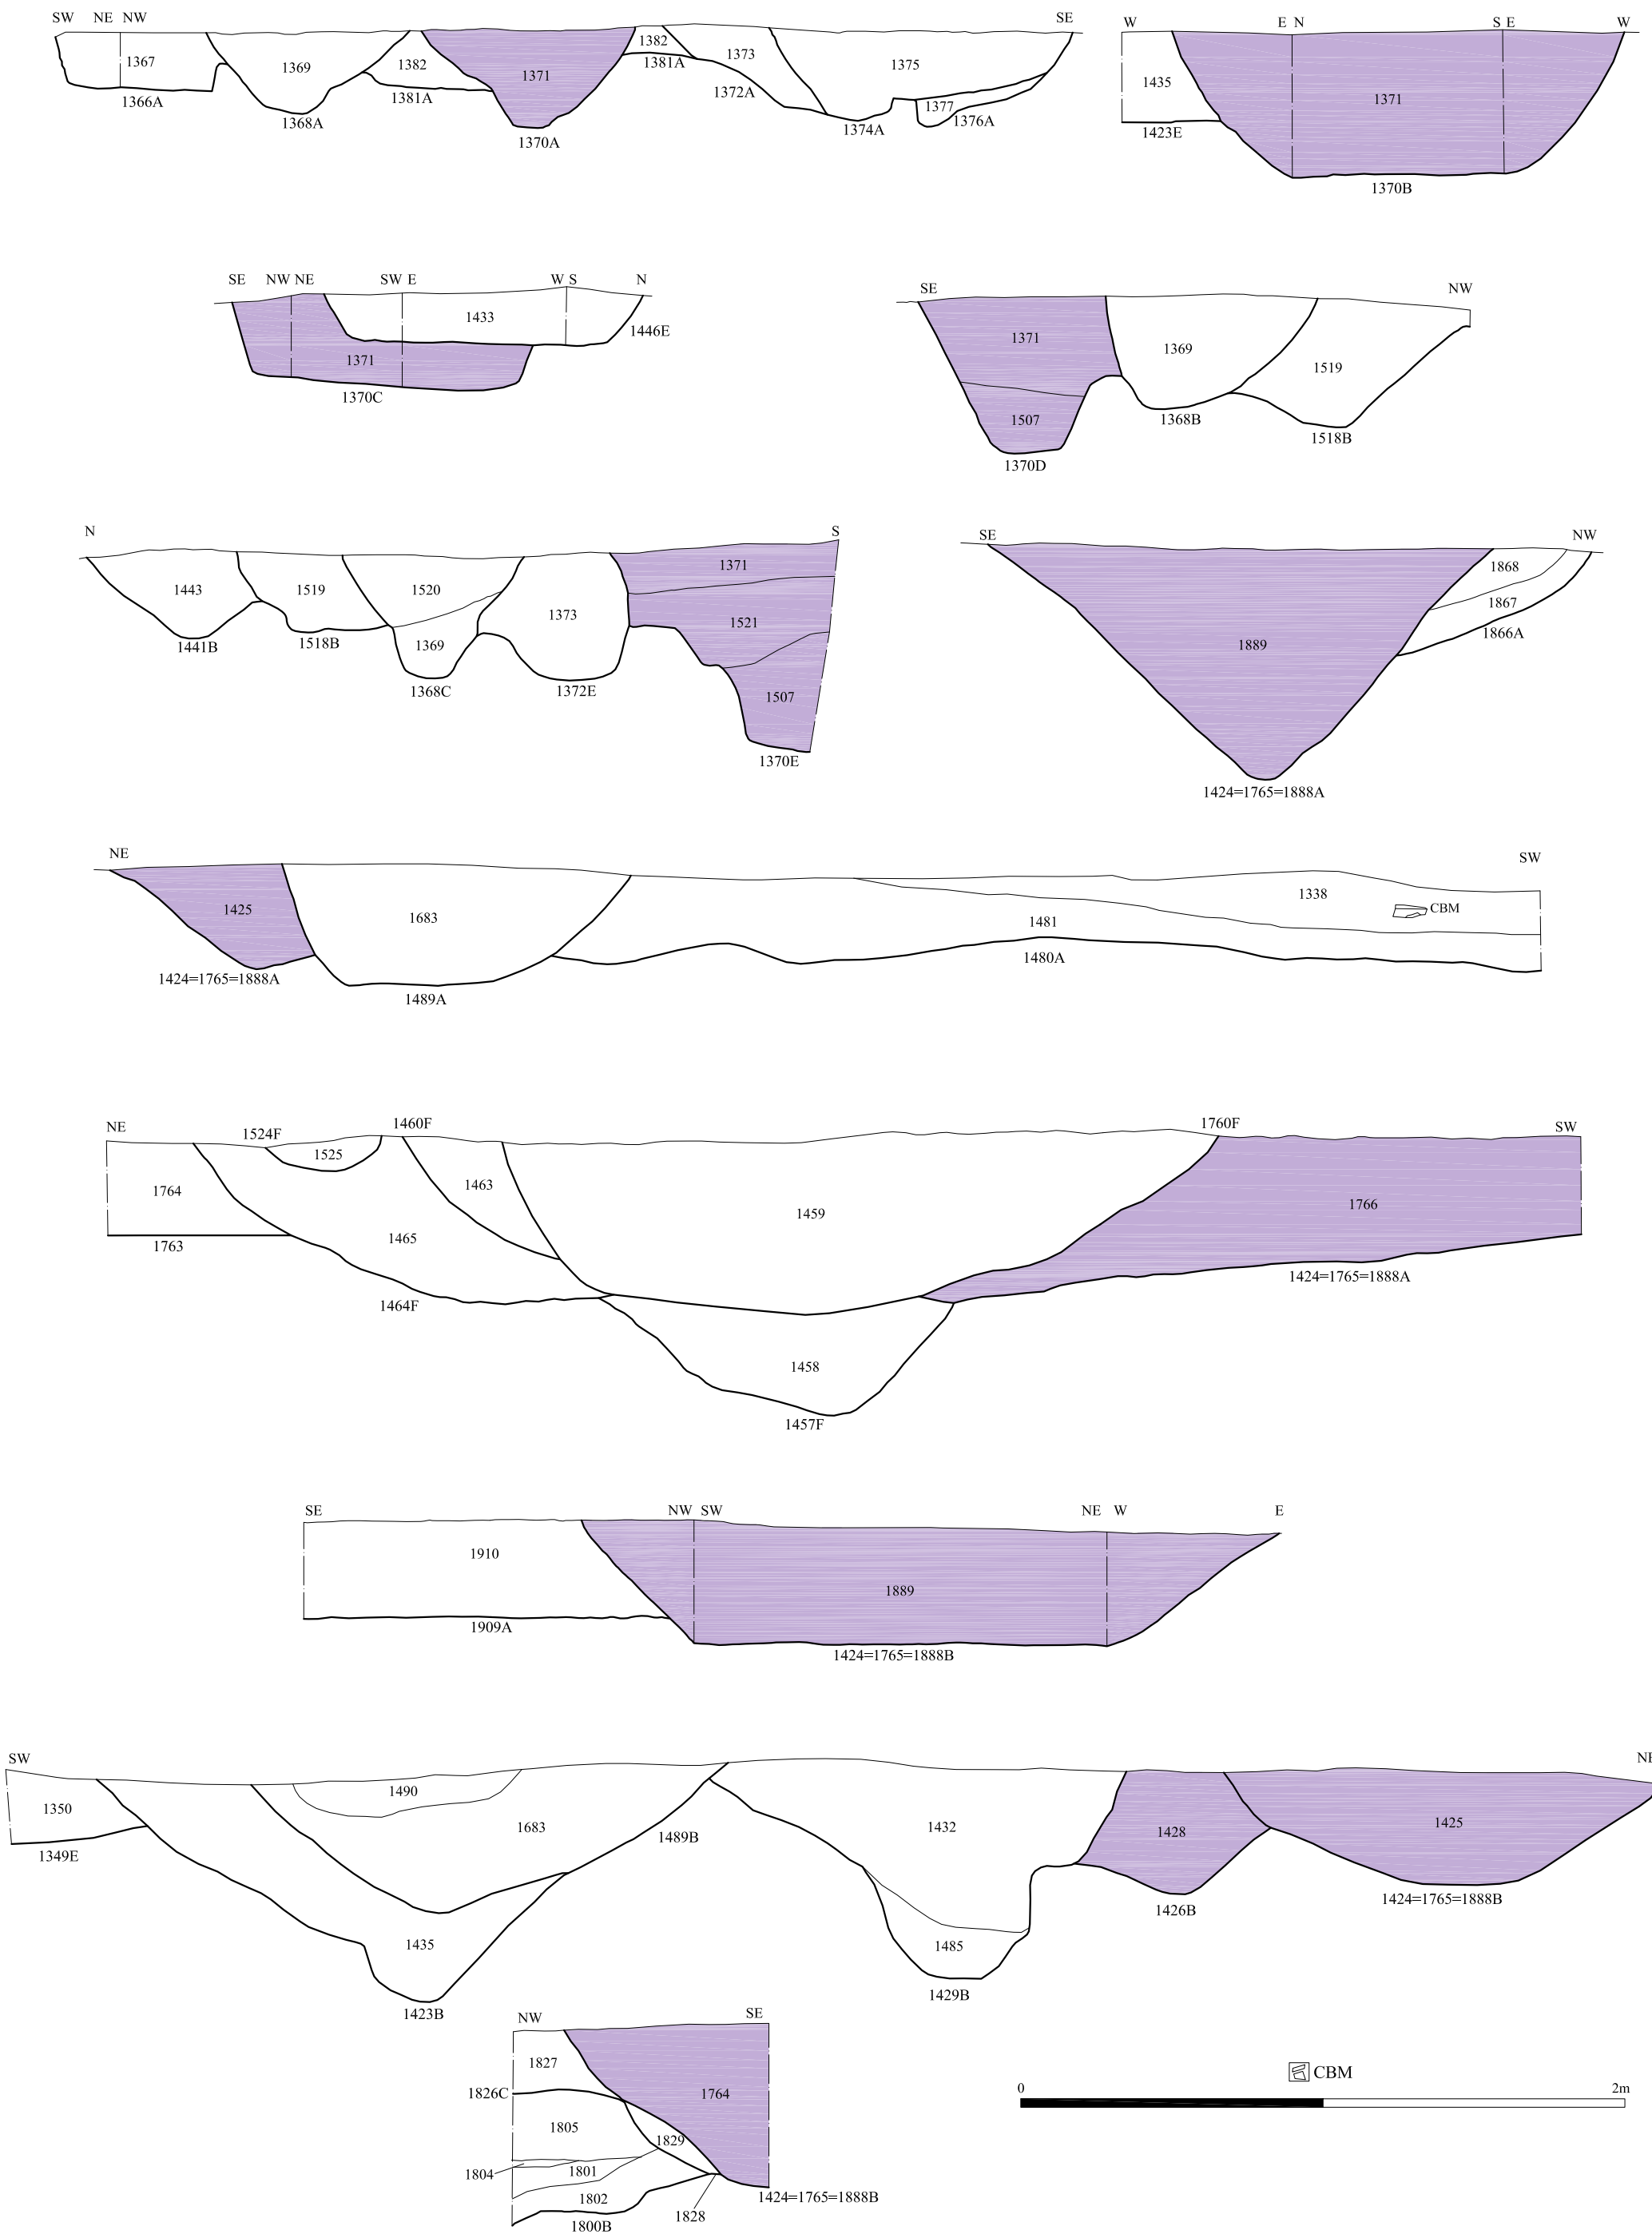 SW NE NW SE
1367 1369 1382 1371 1382 1373 1375
1366A 1368A 1381A 1370A 1381A 1372A 1374A 1377 1376A
W E N S E W
1435 1371
1423E 1370B
SE NW NE SW E W S N
1433 1446E
1371
1370C
SE NW
1371 1369 1519
1507 1368B 1518B
1370D
N S
1443 1519 1520 1373 1371
1521
1441B 1518B 1369 1507
1368C 1372E
1370E
SE NW
1868
1867
1889 1866A
1424=1765=1888A
NE SW
1425 1683 1481 1338 CBM
1424=1765=1888A 1489A 1480A
NE 1524F 1460F 1760F SW
1525
1764 1463 1459 1766
1763 1465
1464F 1424=1765=1888A
1458
1457F
SE NW SW NE W E
1910 1889
1909A 1424=1765=1888B
SW NE
1350 1490 1683 1432 1428 1425
1349E 1489B
1435 1485 1426B 1424=1765=1888B
1423B 1429B
NW SE
1827
1826C 1764
1805
1829
1804 1801
1802 1424=1765=1888B
1800B 1828
CBM
0 2m